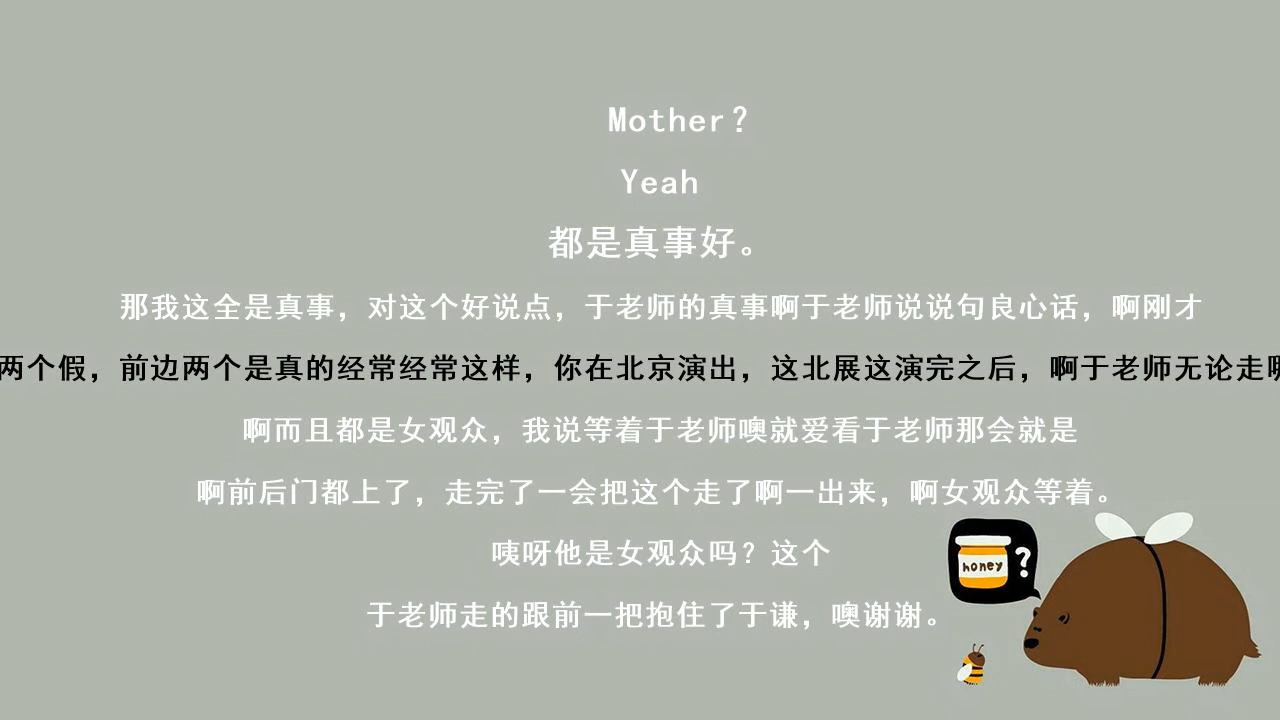 Mother？
Yeah
都是真事好。
那我这全是真事，对这个好说点，于老师的真事啊于老师说说句良心话，啊刚才
两个假，前边两个是真的经常经常这样，你在北京演出，这北展这演完之后，啊于老师无论走
啊而且都是女观众，我说等着于老师噢就爱看于老师那会就是
啊前后门都上了，走完了一会把这个走了啊一出来，啊女观众等着。
咦呀他是女观众吗？这个
于老师走的跟前一把抱住了于谦，噢谢谢。
honey
?